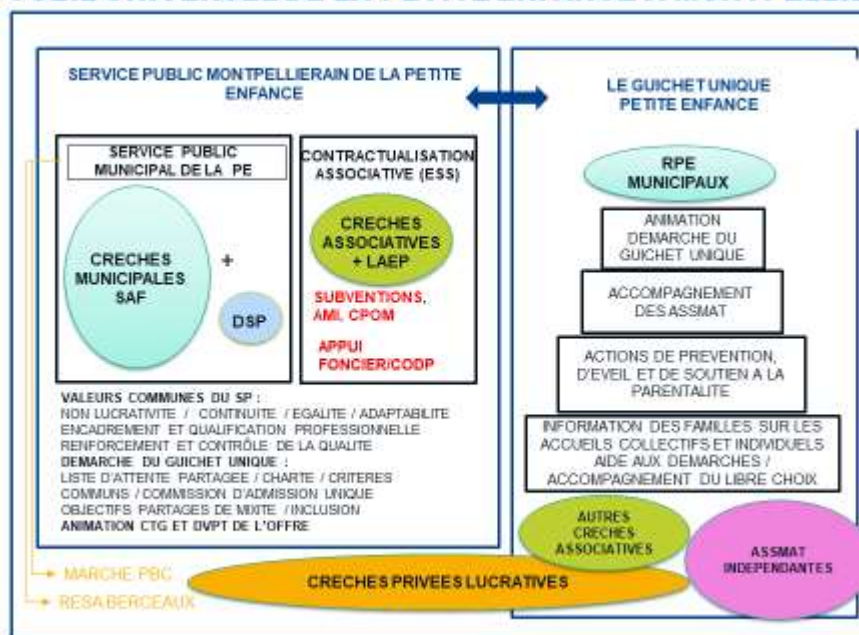 SERVICE PUBLIC MONTPELLIERAIN DE LA PETITE
ENFANCE
SERVICE PUBLIC
MUNICIPAL DE LA PE
CRECHES
MUNICIPALES
SAF
+
DSP
CONTRACTUALISATION
ASSOCIATIVE (ESS)
CRECHES
ASSOCIATIVES
+ LAEP
SUBVENTIONS,
AMI, CPOM
APPUI
FONCIER/CODP
VALEURS COMMUNES DU SP :
NON LUCRATIVITE / CONTINUITE / EGALITE / ADAPTABILITE
ENCADREMENT ET QUALIFICATION PROFESSIONNELLE
RENFORCEMENT ET CONTRÔLE DE LA QUALITE
DEMARCHE DU GUICHET UNIQUE :
LISTE D'ATTENTE PARTAGEE / CHARTE / CRITERES
COMMUNS / COMMISSION D'ADMISSION UNIQUE
OBJECTIFS PARTAGES DE MIXITE / INCLUSION
ANIMATION CTG ET DVPT DE L'OFFRE
LE GUICHET UNIQUE
PETITE ENFANCE
RPE
MUNICIPAUX
ANIMATION
DEMARCHE DU
GUICHET UNIQUE
ACCOMPAGNEMENT
DES ASSMAT
ACTIONS DE PREVENTION,
D'EVEIL ET DE SOUTIEN A LA
PARENTALITE
INFORMATION DES FAMILLES SUR LES
ACCUEILS COLLECTIFS ET INDIVIDUELS
AIDE AUX DEMARCHES /
ACCOMPAGNEMENT DU LIBRE CHOIX
AUTRES
CRECHES
ASSOCIATIVES
ASSMAT
INDEPENDANTES
CRECHES PRIVEES LUCRATIVES
MARCHE PBC
RESA BERCEAUX